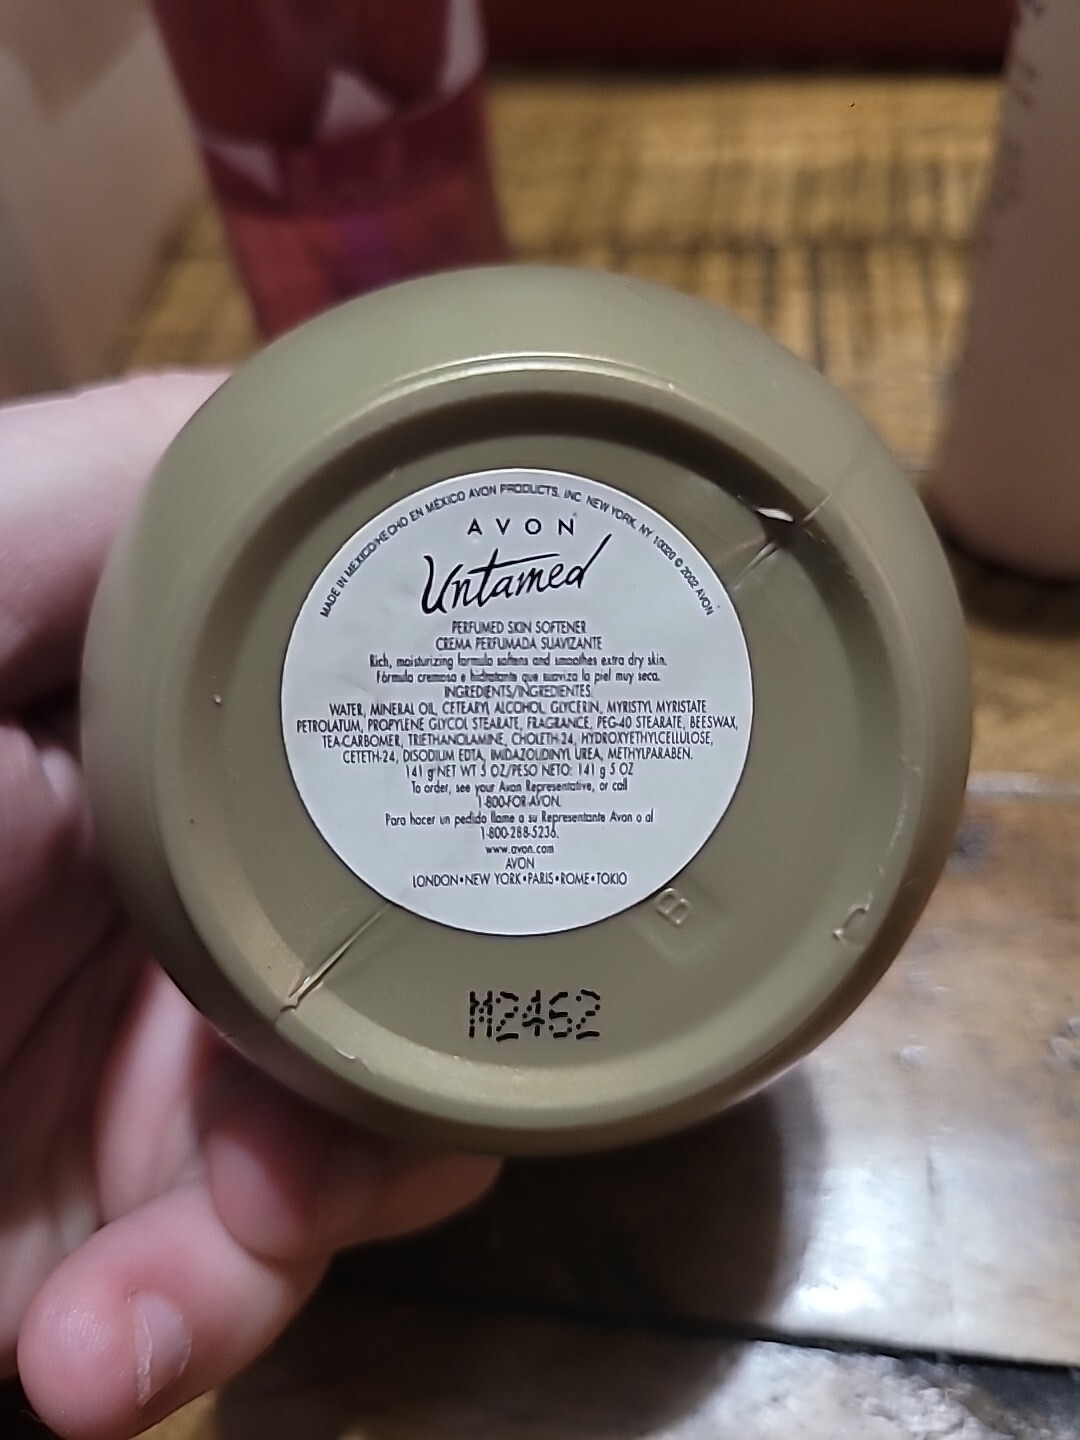 MADE IN MEXICO/HECHO EN MÉXICO AVON PRODUCTS, INC. NEW YORK, NY 10020 © 2002 AVON
AVON
Untamed
PERFUMED SKIN SOFTENER
CREMA PERFUMADA SUAVIZANTE
Rich, moisturizing formula softens and smoothes extra dry skin.
Fórmula cremosa e hidratante que suaviza la piel muy seca.
INGREDIENTS/INGREDIENTES:
WATER, MINERAL OIL, CETEARYL ALCOHOL, GLYCERIN, MYRISTYL MYRISTATE
PETROLATUM, PROPYLENE GLYCOL STEARATE, FRAGRANCE, PEG-40 STEARATE, BEESWAX,
TEA-CARBOMER, TRIETHANOLAMINE, CHOLETH-24, HYDROXYETHYLCELLULOSE,
CETETH-24, DISODIUM EDTA, IMIDAZOLIDINYL UREA, METHYLPARABEN.
141 g NET WT 5 OZ/PESO NETO: 141 g 5 OZ
To order, see your Avon Representative, or call
1-800-FOR-AVON.
Para hacer un pedido llame a su Representante Avon o al
1-800-288-5236.
www.avon.com
AVON
LONDON•NEW YORK•PARIS•ROME•TOKIO
B
M2462